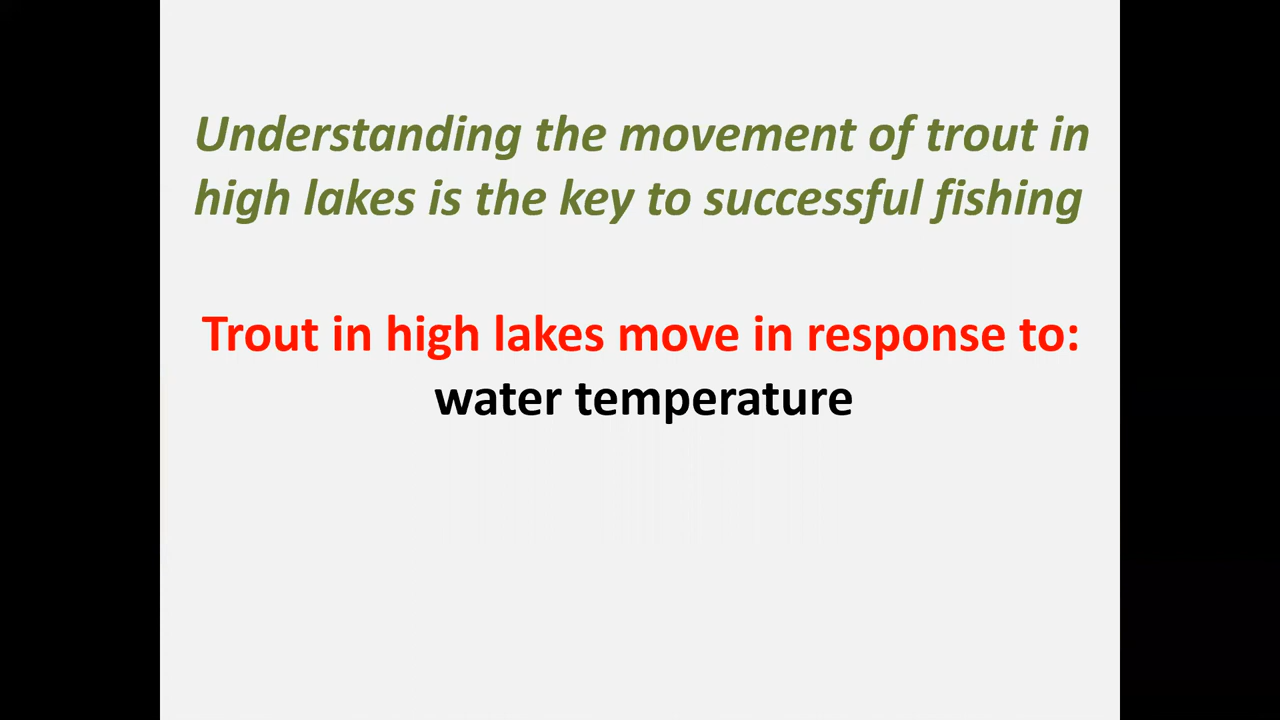 Understanding the movement of trout in
high lakes is the key to successful fishing
Trout in high lakes move in response to:
water temperature